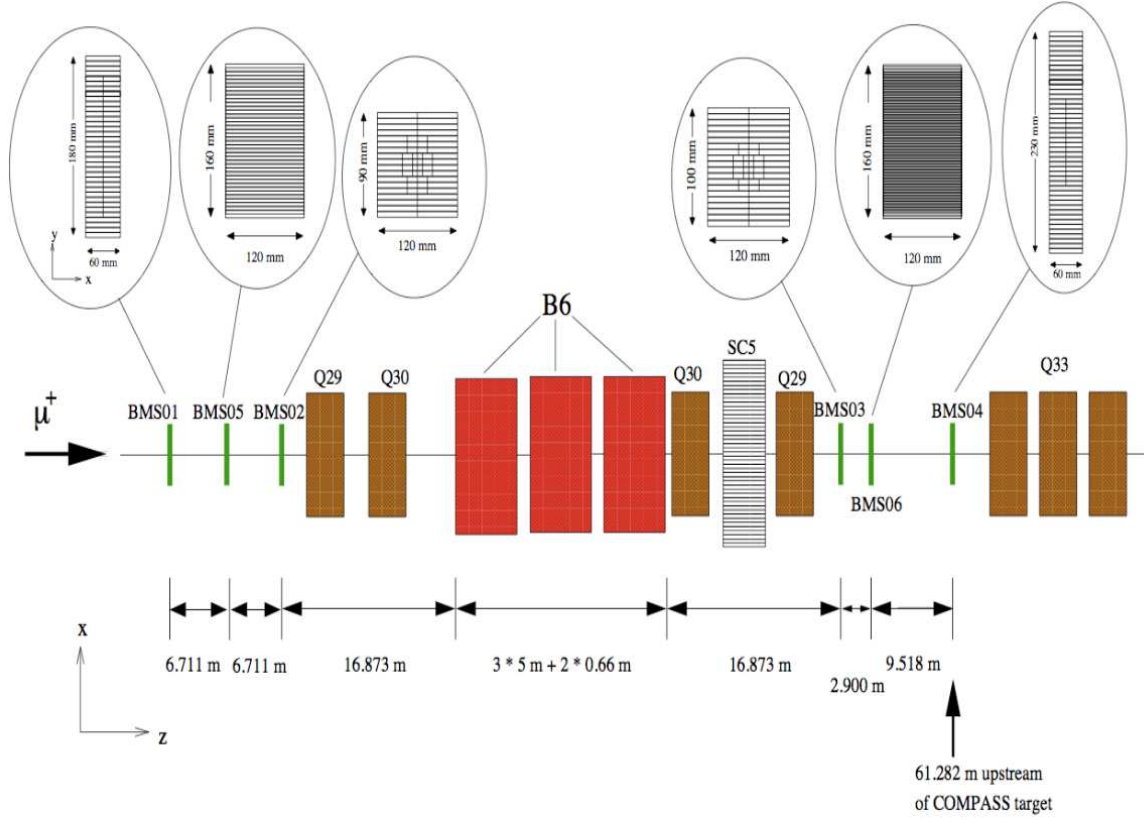 180 mm
60 mm
y
x
160 mm
120 mm
90 mm
120 mm
100 mm
120 mm
160 mm
120 mm
230 mm
60 mm
B6
SC5
Q29
Q30
Q30
Q29
Q33
BMS01
BMS05
BMS02
BMS03
BMS04
μ+
BMS06
x
z
6.711 m
6.711 m
16.873 m
3 * 5 m + 2 * 0.66 m
16.873 m
2.900 m
9.518 m
61.282 m upstream
of COMPASS target